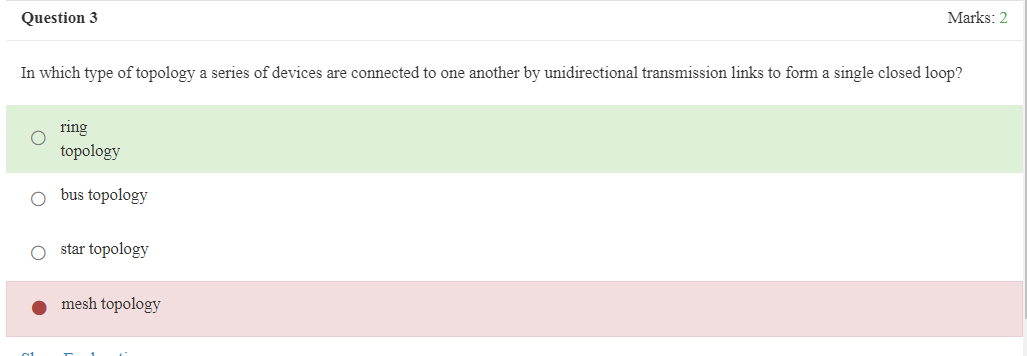 Question 3
Marks: 2
In which type of topology a series of devices are connected to one another by unidirectional transmission links to form a single closed loop?
ring
topology
bus topology
star topology
mesh topology